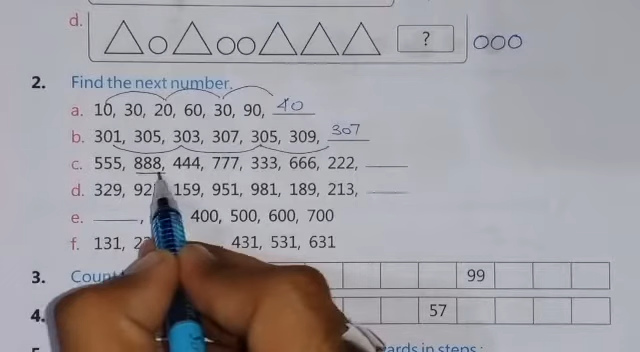 d. ?
2. Find the next number.
a. 10, 30, 20, 60, 30, 90, 40
b. 301, 305, 303, 307, 305, 309, 307
c. 555, 888, 444, 777, 333, 666, 222,
d. 329, 159, 951, 981, 189, 213,
e. 400, 500, 600, 700
f. 131, 431, 531, 631
3. 99
4. 57
in steps :